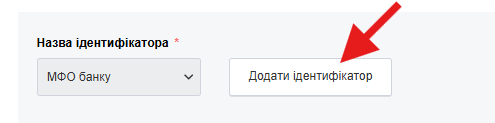 Назва ідентифікатора *
МФО банку
Додати ідентифікатор